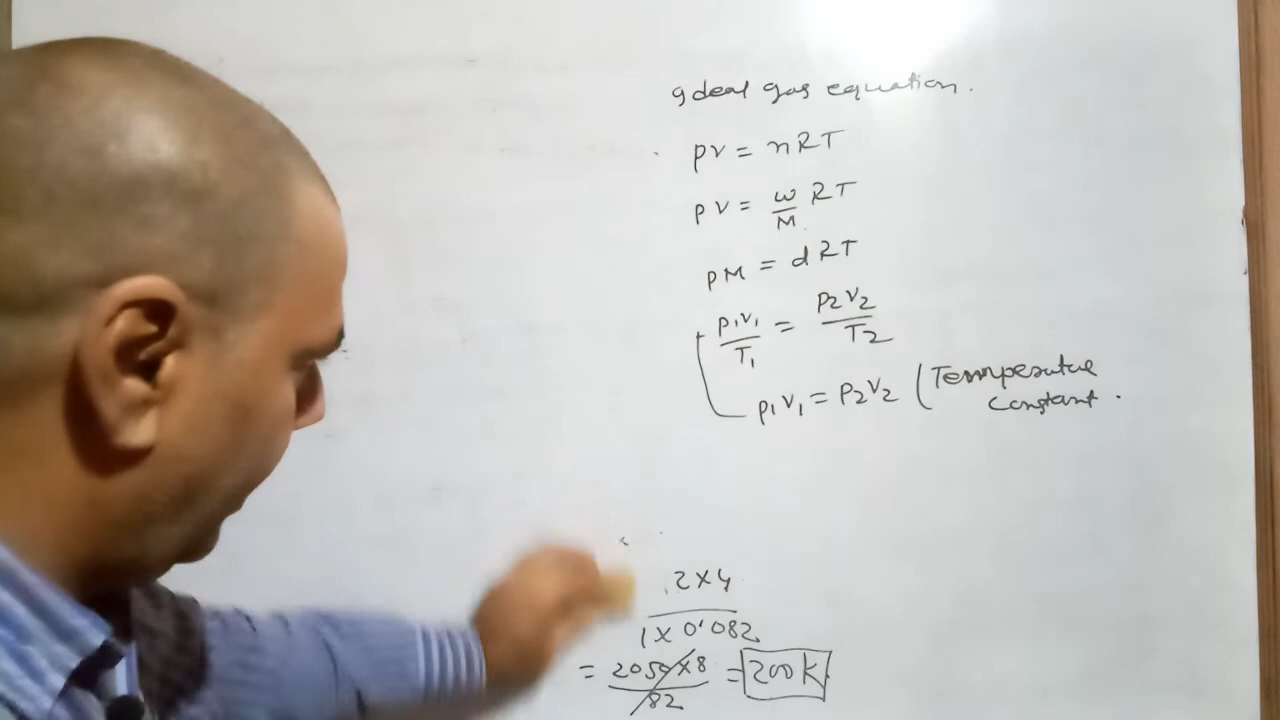 Ideal gas equation.
PV = nRT
PV = w/M RT
PM = dRT
P1V1/T1 = P2V2/T2
P1V1 = P2V2 (Temperature
constant.
.2 x 4
1 x 0.082
= x 8 / 82 = 200K